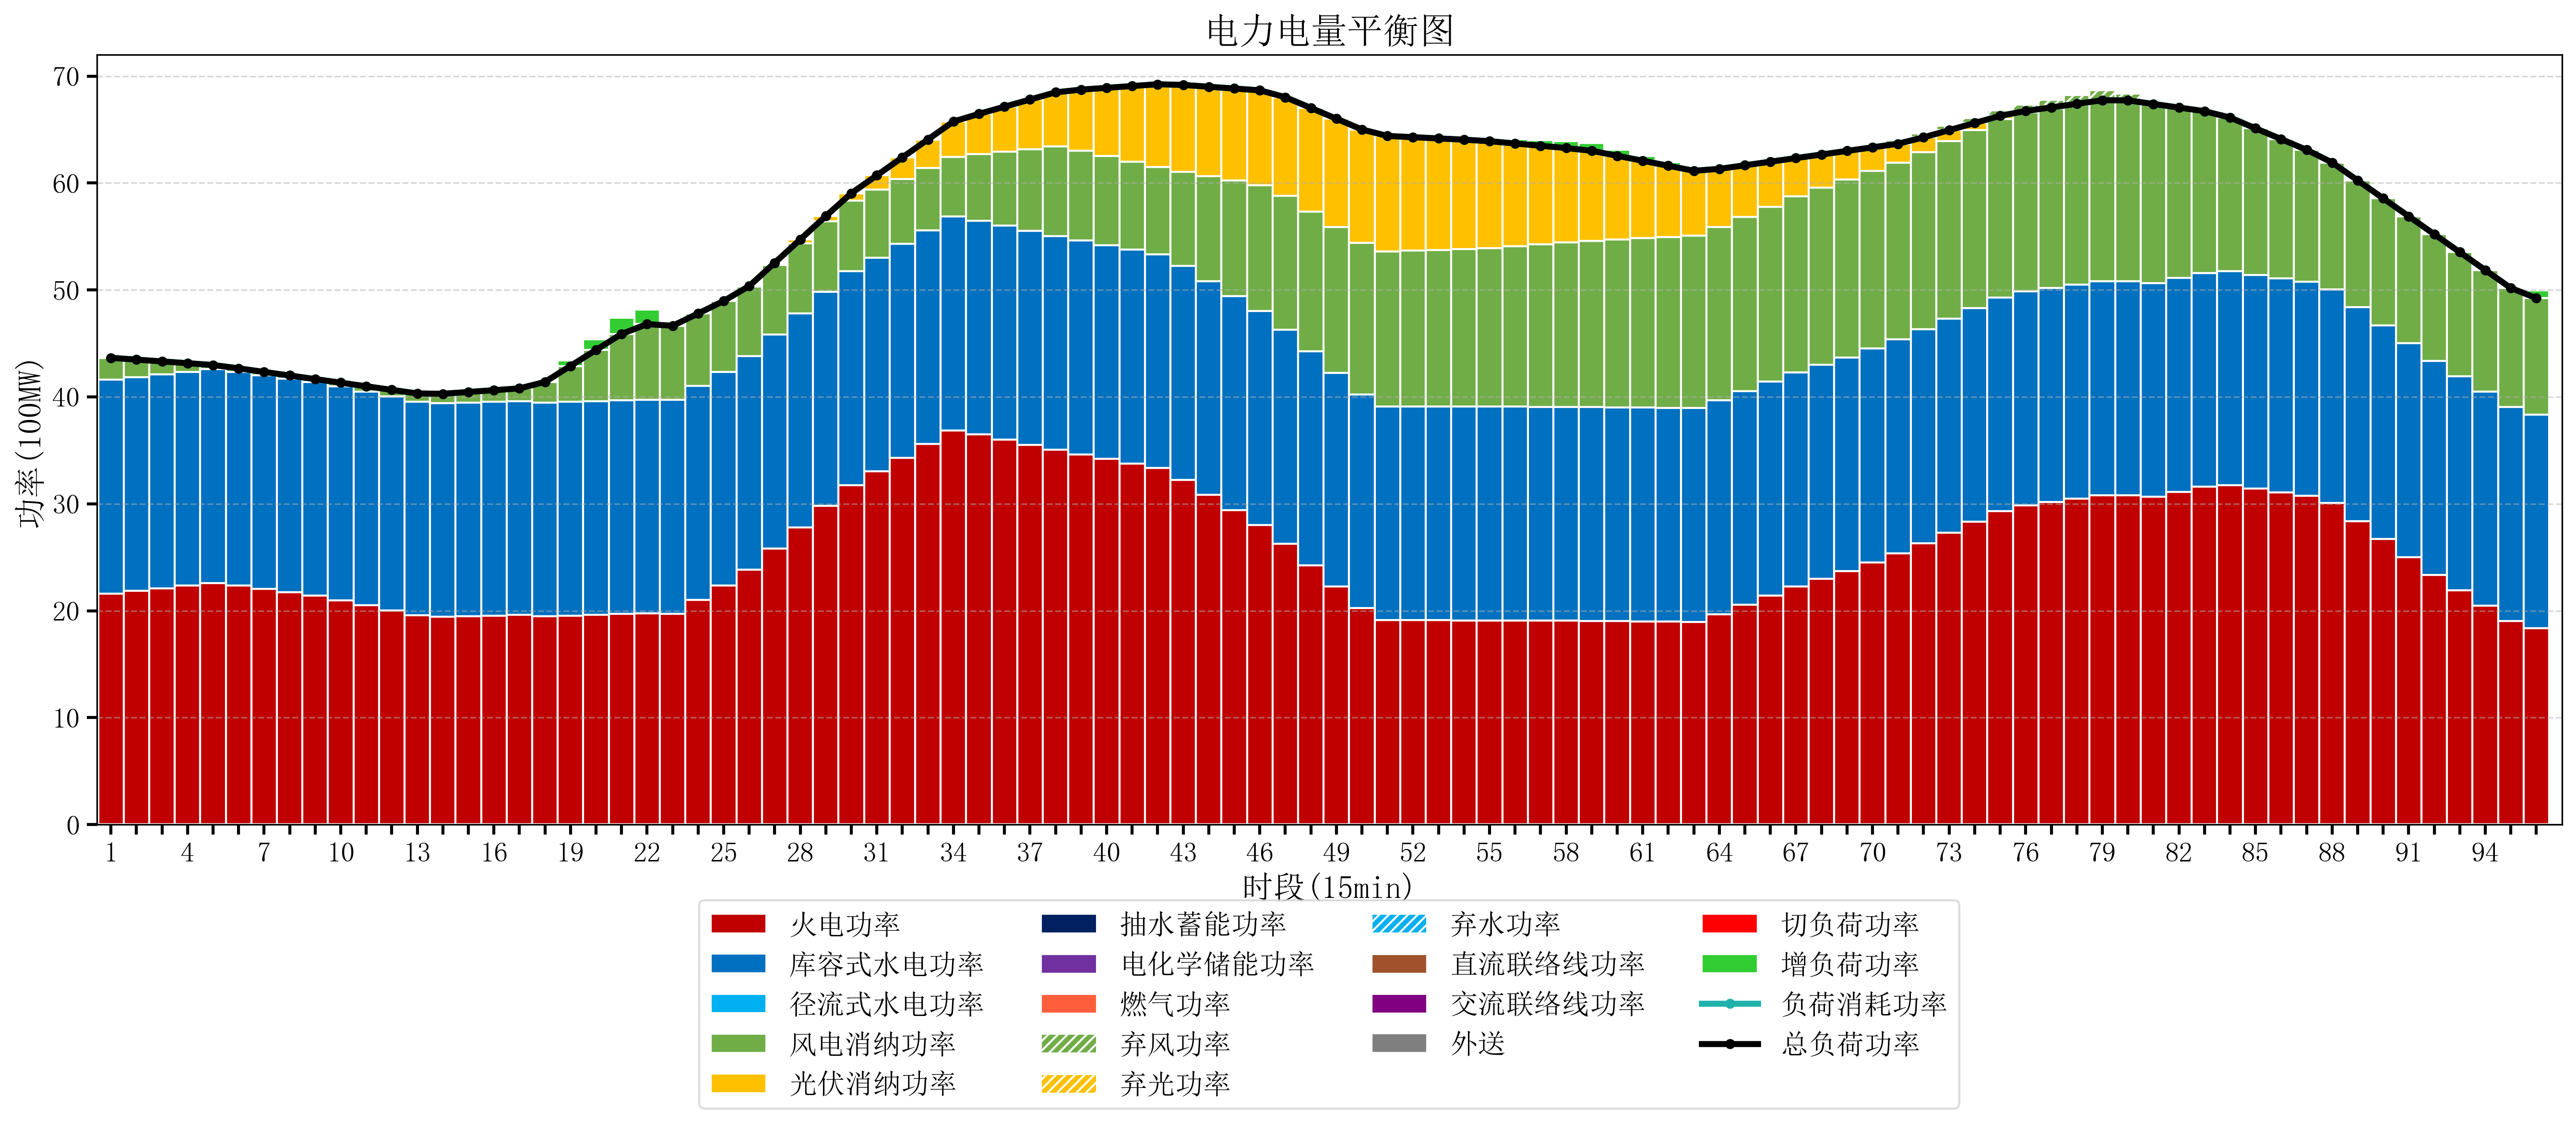 电力电量平衡图
功率(100MW)
70
60
50
40
30
20
10
0
1 4 7 10 13 16 19 22 25 28 31 34 37 40 43 46 49 52 55 58 61 64 67 70 73 76 79 82 85 88 91 94
时段(15min)
火电功率 抽水蓄能功率 弃水功率 切负荷功率
库容式水电功率 电化学储能功率 直流联络线功率 增负荷功率
径流式水电功率 燃气功率 交流联络线功率 负荷消耗功率
风电消纳功率 弃风功率 外送 总负荷功率
光伏消纳功率 弃光功率